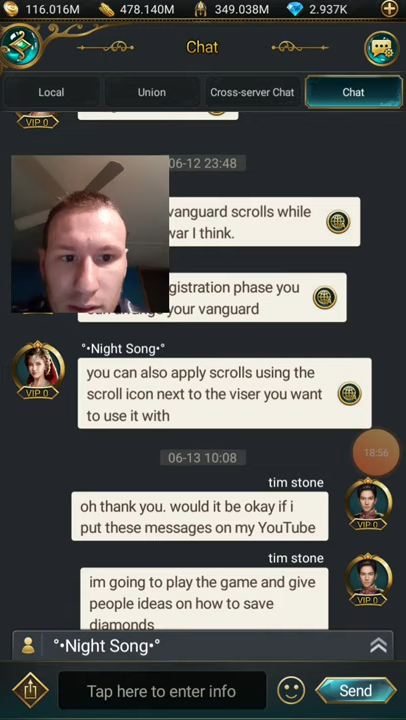 116.016M 478.140M 349.038M 2.937K
Chat
Local Union Cross-server Chat Chat
VIP 0
06-12 23:48
vanguard scrolls while
war I think.
gistration phase you
your vanguard
°•Night Song•°
VIP 0
you can also apply scrolls using the
scroll icon next to the viser you want
to use it with
18:56
06-13 10:08
tim stone
oh thank you. would it be okay if i
put these messages on my YouTube
VIP 0
tim stone
im going to play the game and give
people ideas on how to save
diamonds
VIP 0
°•Night Song•°
Tap here to enter info
Send